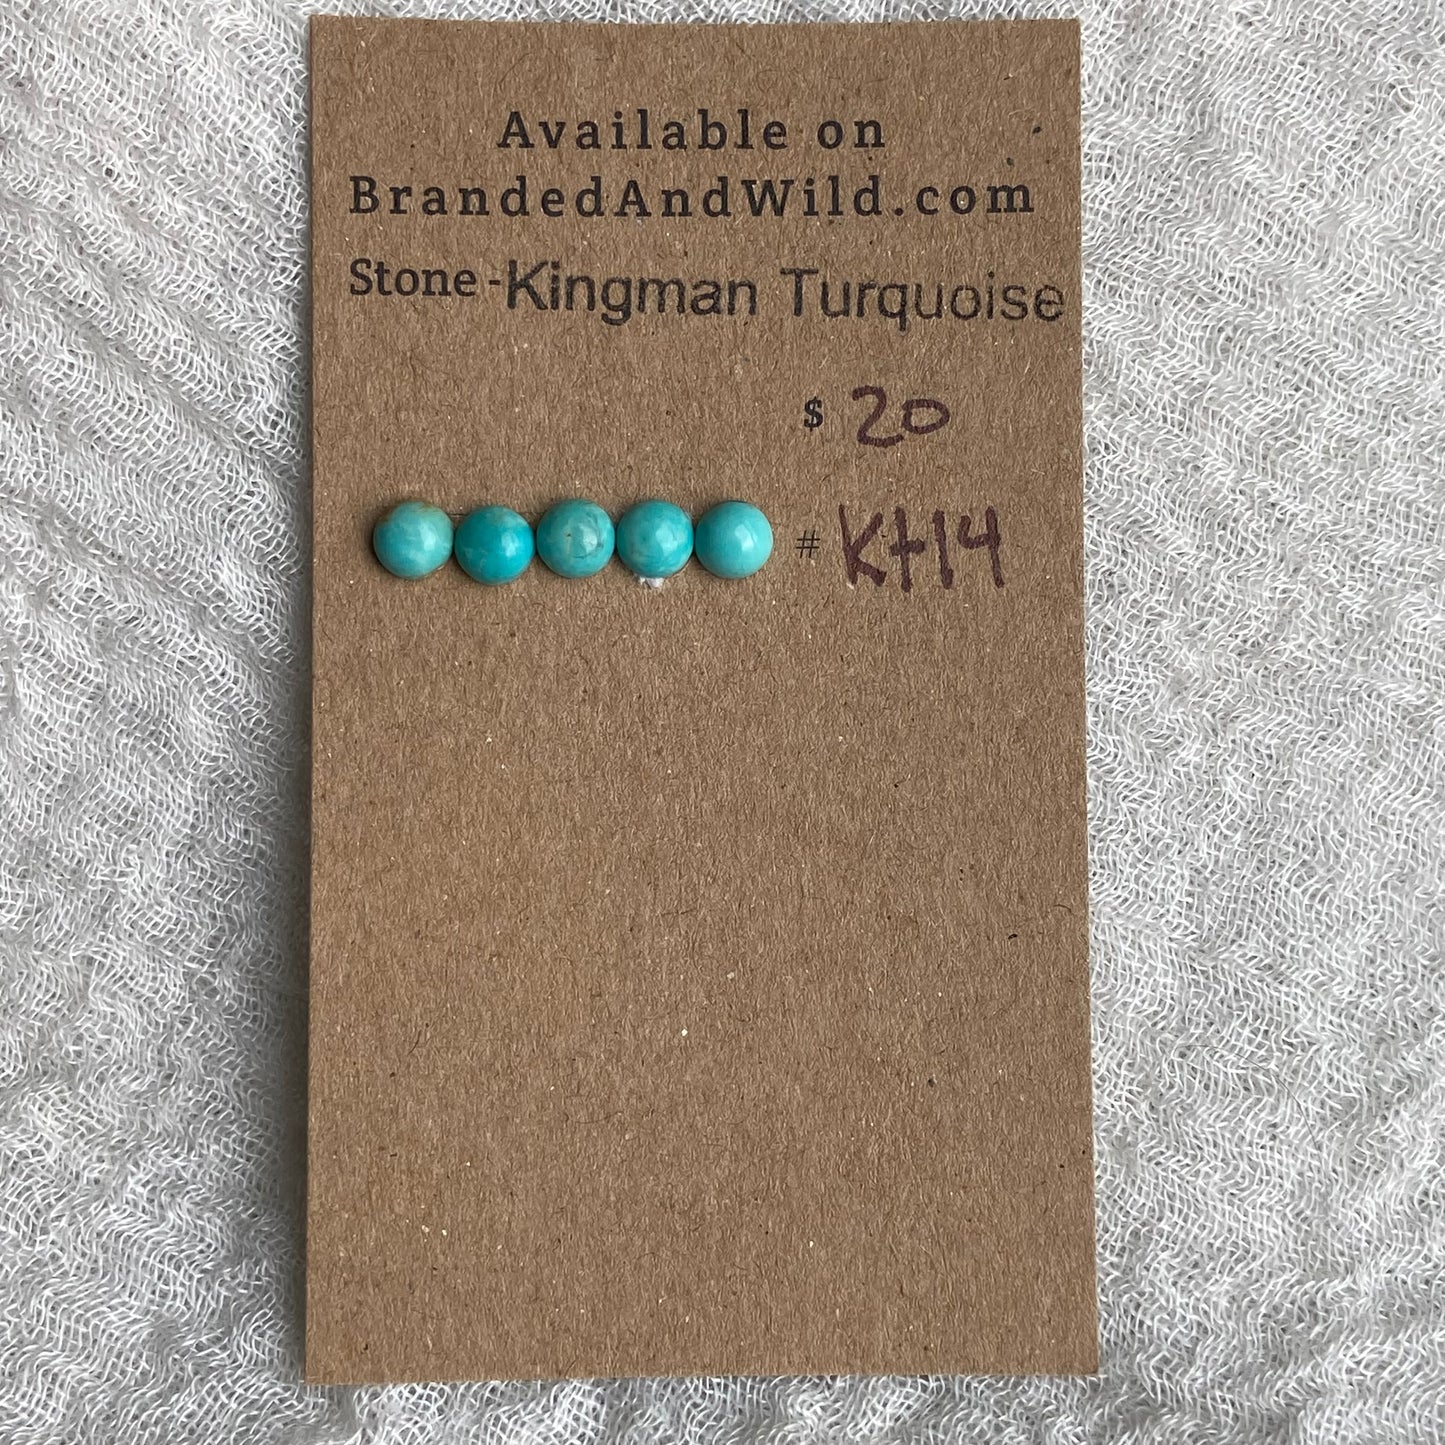 Available on
BrandedAndWild.com
Stone - Kingman Turquoise
$ 20
# Kt14